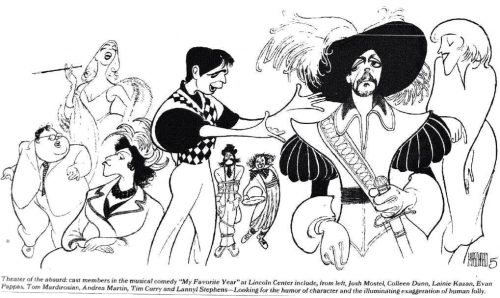 HIRSCHFELD 5
Theater of the absurd: cast members in the musical comedy "My Favorite Year" at Lincoln Center include, from left, Josh Mostel, Colleen Dunn, Lainie Kazan, Evan
Pappas, Tom Mardirosian, Andrea Martin, Tim Curry and Lannyl Stephens—Looking for the humor of character and the illuminating exaggeration of human folly.